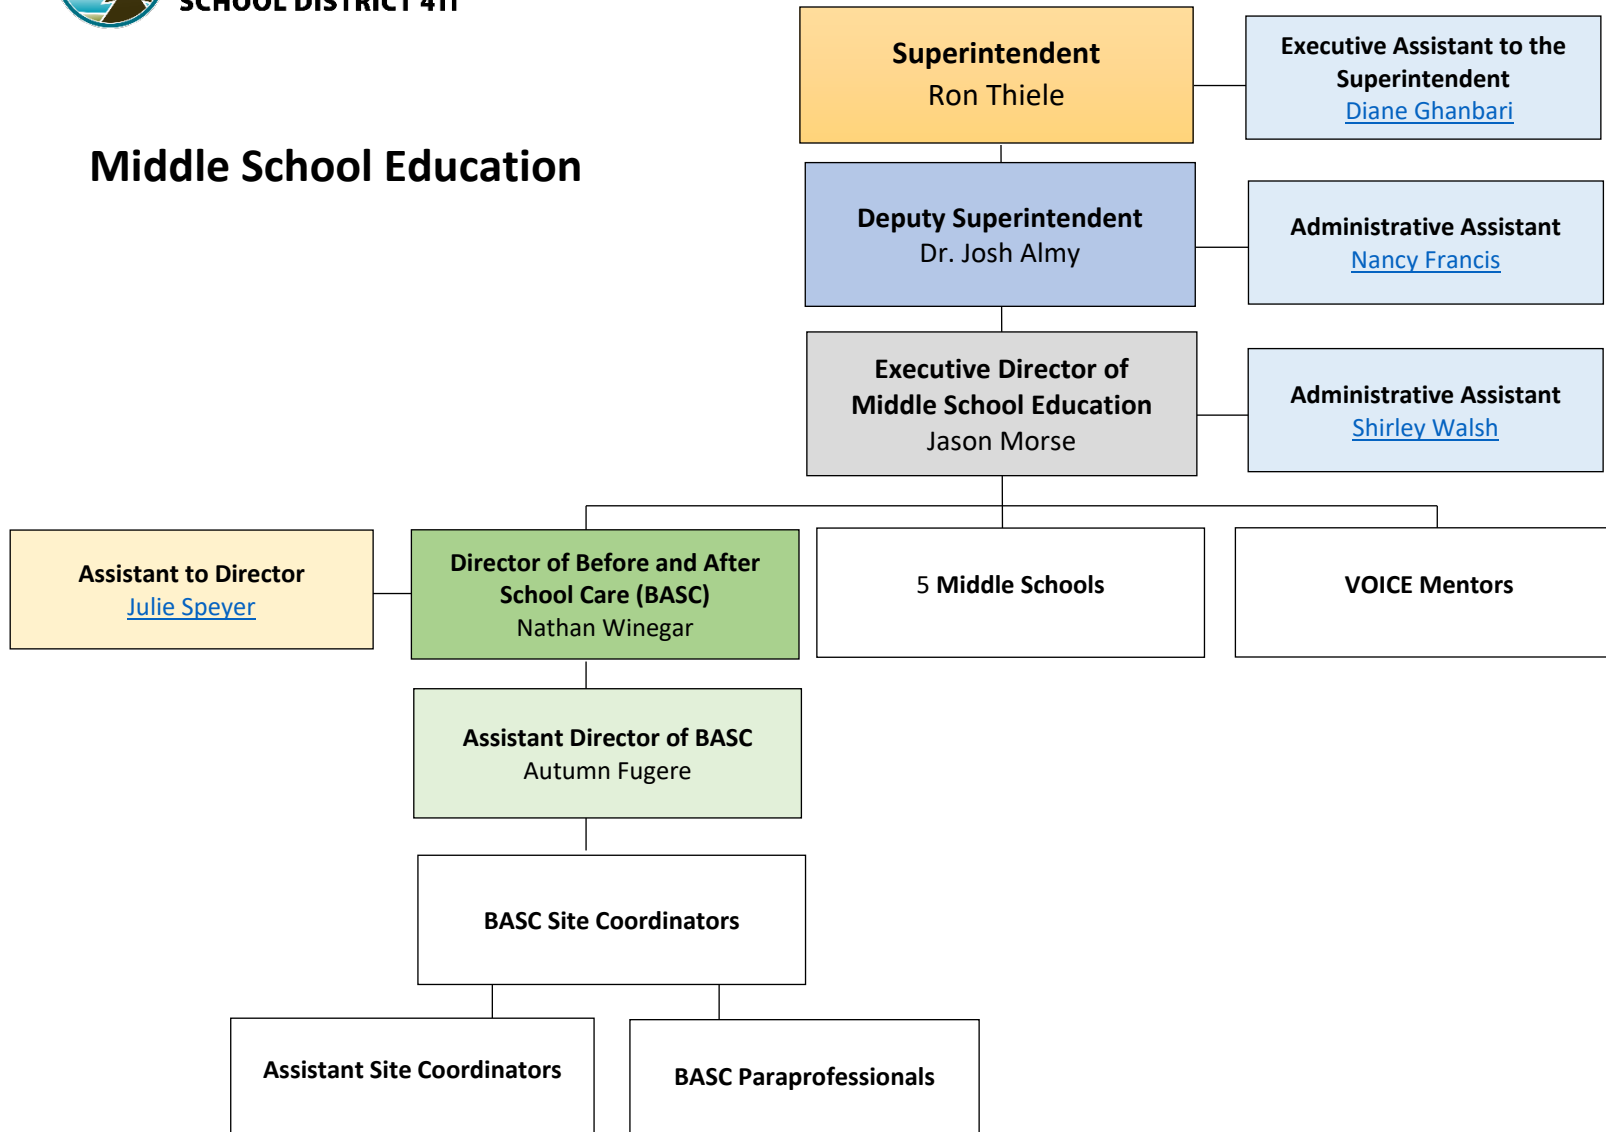 SCHOOL DISTRICT 411
Middle School Education
Superintendent
Ron Thiele
Executive Assistant to the
Superintendent
Diane Ghanbari
Deputy Superintendent
Dr. Josh Almy
Administrative Assistant
Nancy Francis
Executive Director of
Middle School Education
Jason Morse
Administrative Assistant
Shirley Walsh
Assistant to Director
Julie Speyer
Director of Before and After
School Care (BASC)
Nathan Winegar
5 Middle Schools
VOICE Mentors
Assistant Director of BASC
Autumn Fugere
BASC Site Coordinators
Assistant Site Coordinators
BASC Paraprofessionals